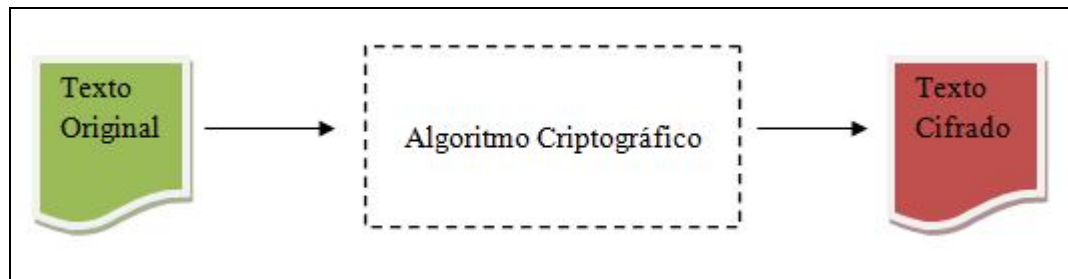 Texto
Original
Algoritmo Criptográfico
Texto
Cifrado